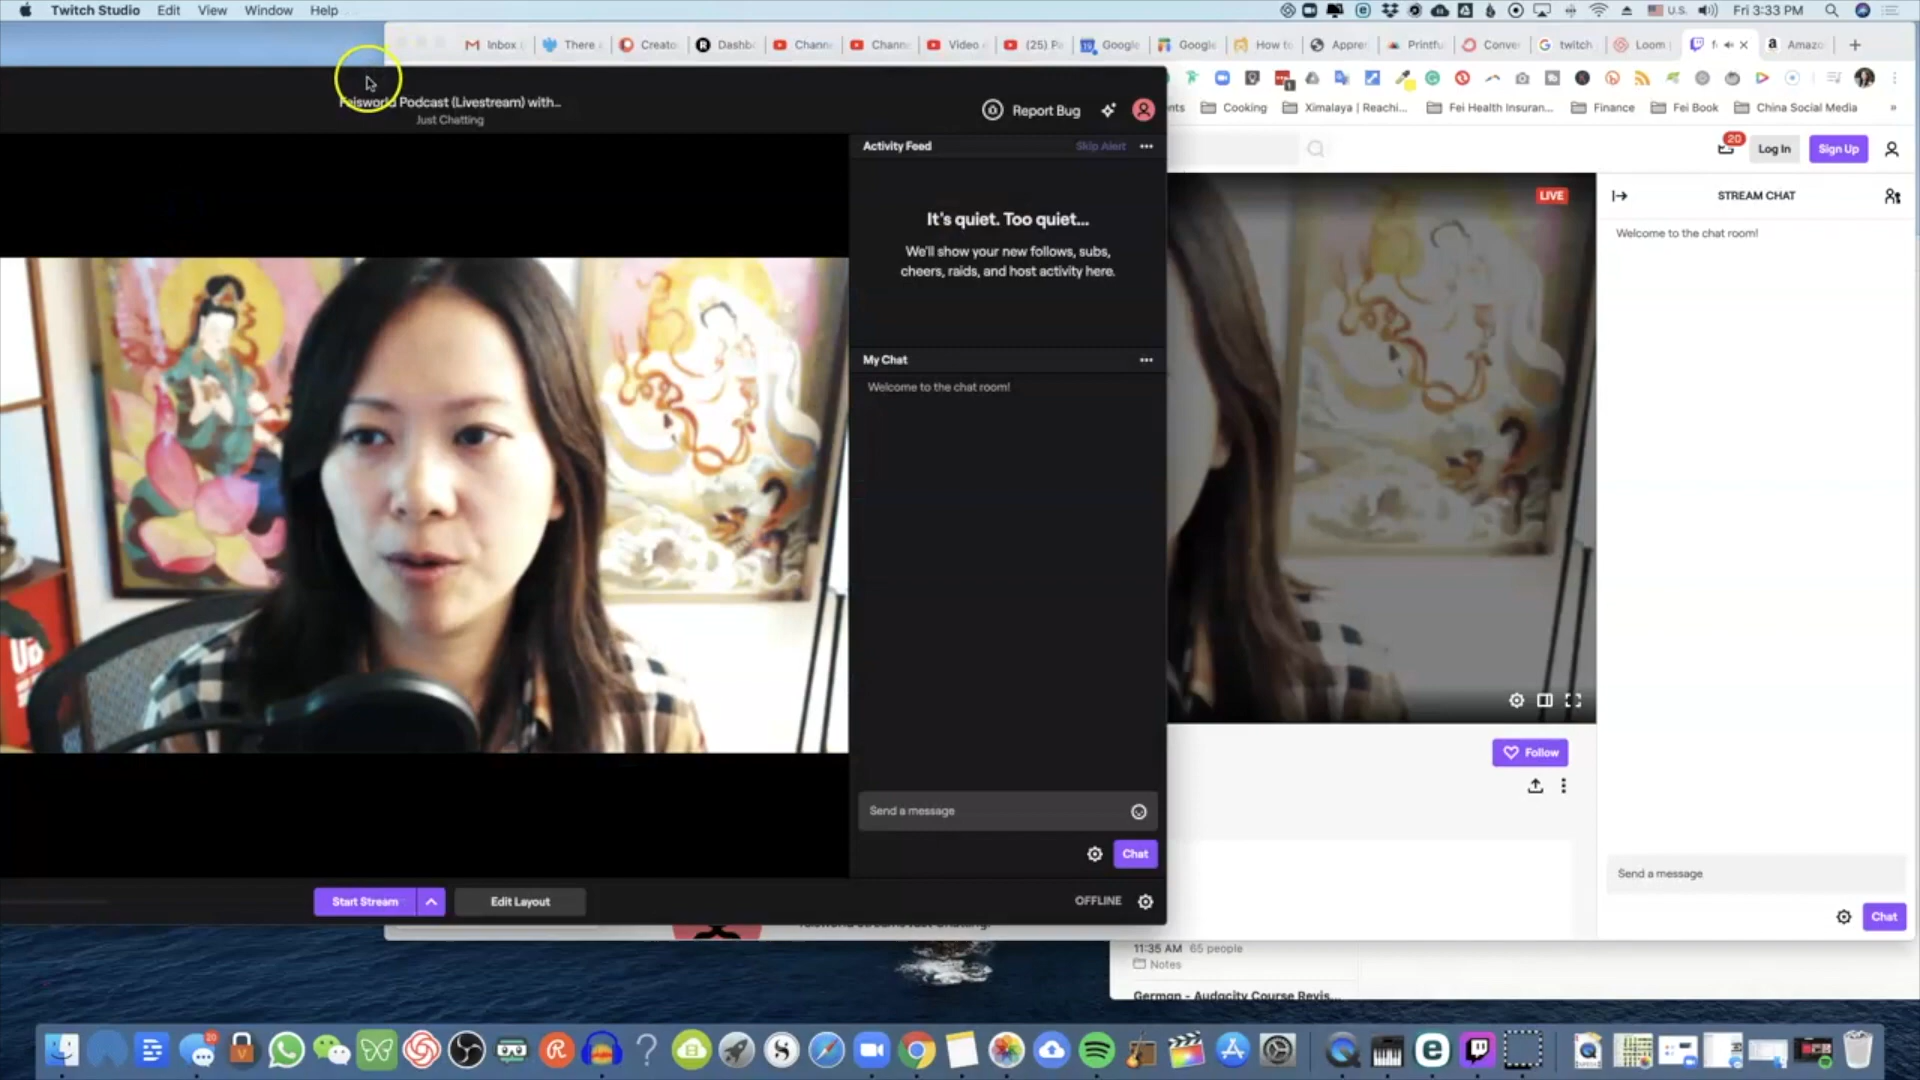 Twitch Studio Edit View Window Help
U.S. Fri 3:33 PM
Inbox
There
Creato
Dashb
Chann
Chann
Video
(25)
Google
Google
How to
Appre
Printfu
Conver
twitch
Loom
Amazo
Cooking
Ximalaya | Reachi...
Fei Health Insuran...
Finance
Fei Book
China Social Media
»
Feisworld Podcast (Livestream) with...
Just Chatting
Report Bug
20
Log In
Sign Up
Activity Feed
Skip Alert
It's quiet. Too quiet...
We'll show your new follows, subs,
cheers, raids, and host activity here.
My Chat
Welcome to the chat room!
Send a message
Chat
Start Stream
Edit Layout
OFFLINE
LIVE
STREAM CHAT
Welcome to the chat room!
Follow
Send a message
Chat
11:35 AM 65 people
Notes
German - Audacity Course Revis...
Up
20